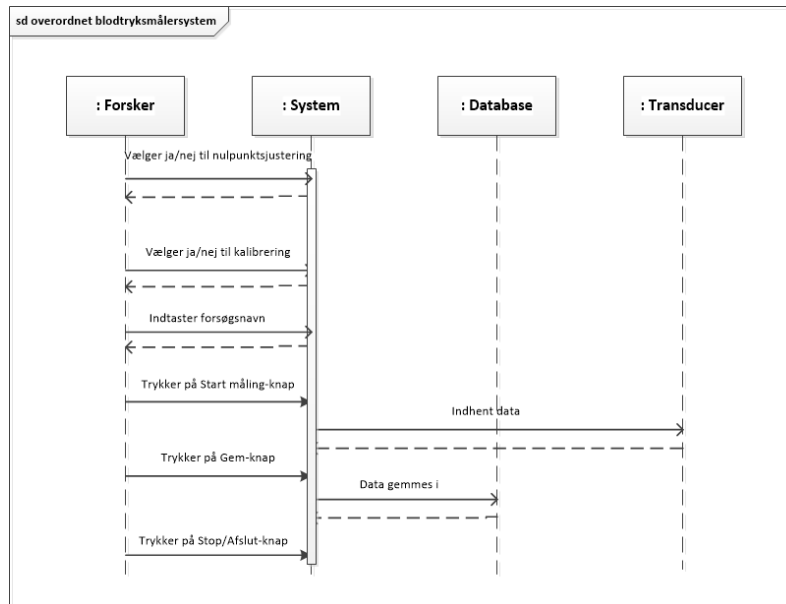 sd overordnet blodtryksmålersystem
: Forsker
: System
: Database
: Transducer
Vælger ja/nej til nulpunktsjustering
Vælger ja/nej til kalibrering
Indtaster forsøgsnavn
Trykker på Start måling-knap
Indhent data
Trykker på Gem-knap
Data gemmes i
Trykker på Stop/Afslut-knap